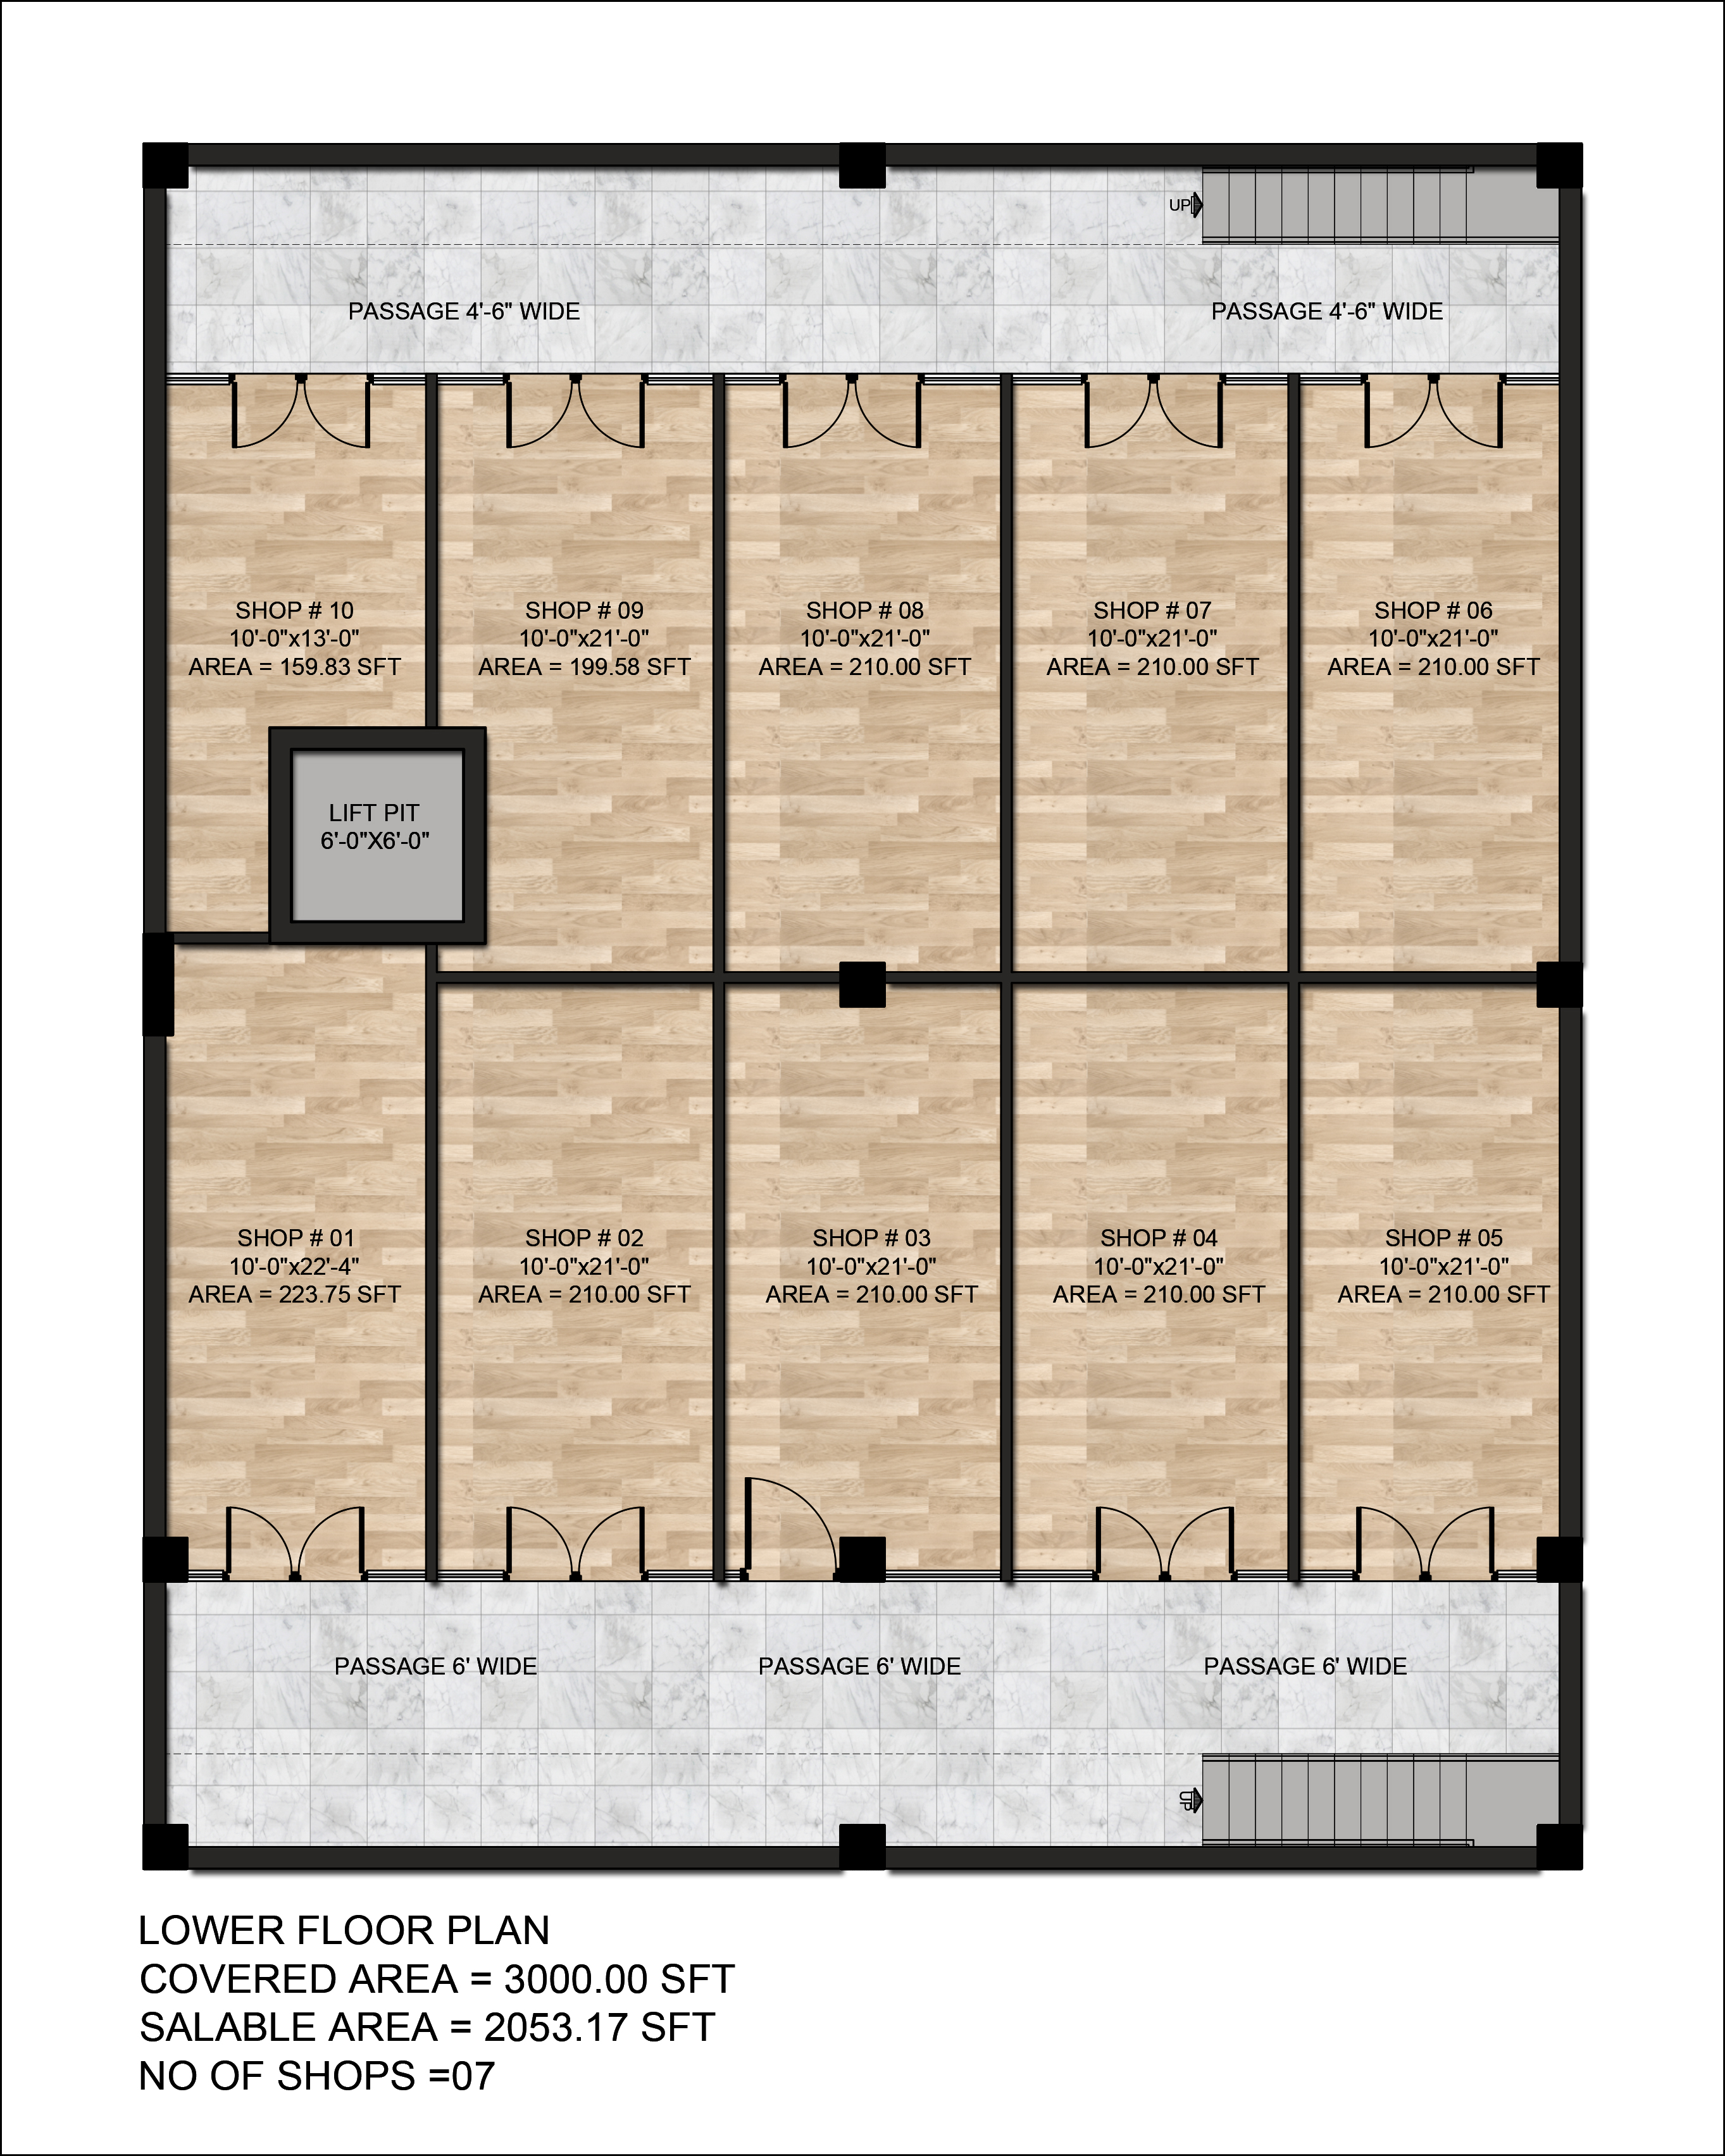 UP
PASSAGE 4'-6" WIDE
PASSAGE 4'-6" WIDE
SHOP # 10
10'-0"x13'-0"
AREA = 159.83 SFT
SHOP # 09
10'-0"x21'-0"
AREA = 199.58 SFT
SHOP # 08
10'-0"x21'-0"
AREA = 210.00 SFT
SHOP # 07
10'-0"x21'-0"
AREA = 210.00 SFT
SHOP # 06
10'-0"x21'-0"
AREA = 210.00 SFT
LIFT PIT
6'-0"X6'-0"
SHOP # 01
10'-0"x22'-4"
AREA = 223.75 SFT
SHOP # 02
10'-0"x21'-0"
AREA = 210.00 SFT
SHOP # 03
10'-0"x21'-0"
AREA = 210.00 SFT
SHOP # 04
10'-0"x21'-0"
AREA = 210.00 SFT
SHOP # 05
10'-0"x21'-0"
AREA = 210.00 SFT
PASSAGE 6' WIDE
PASSAGE 6' WIDE
PASSAGE 6' WIDE
UP
LOWER FLOOR PLAN
COVERED AREA = 3000.00 SFT
SALABLE AREA = 2053.17 SFT
NO OF SHOPS =07